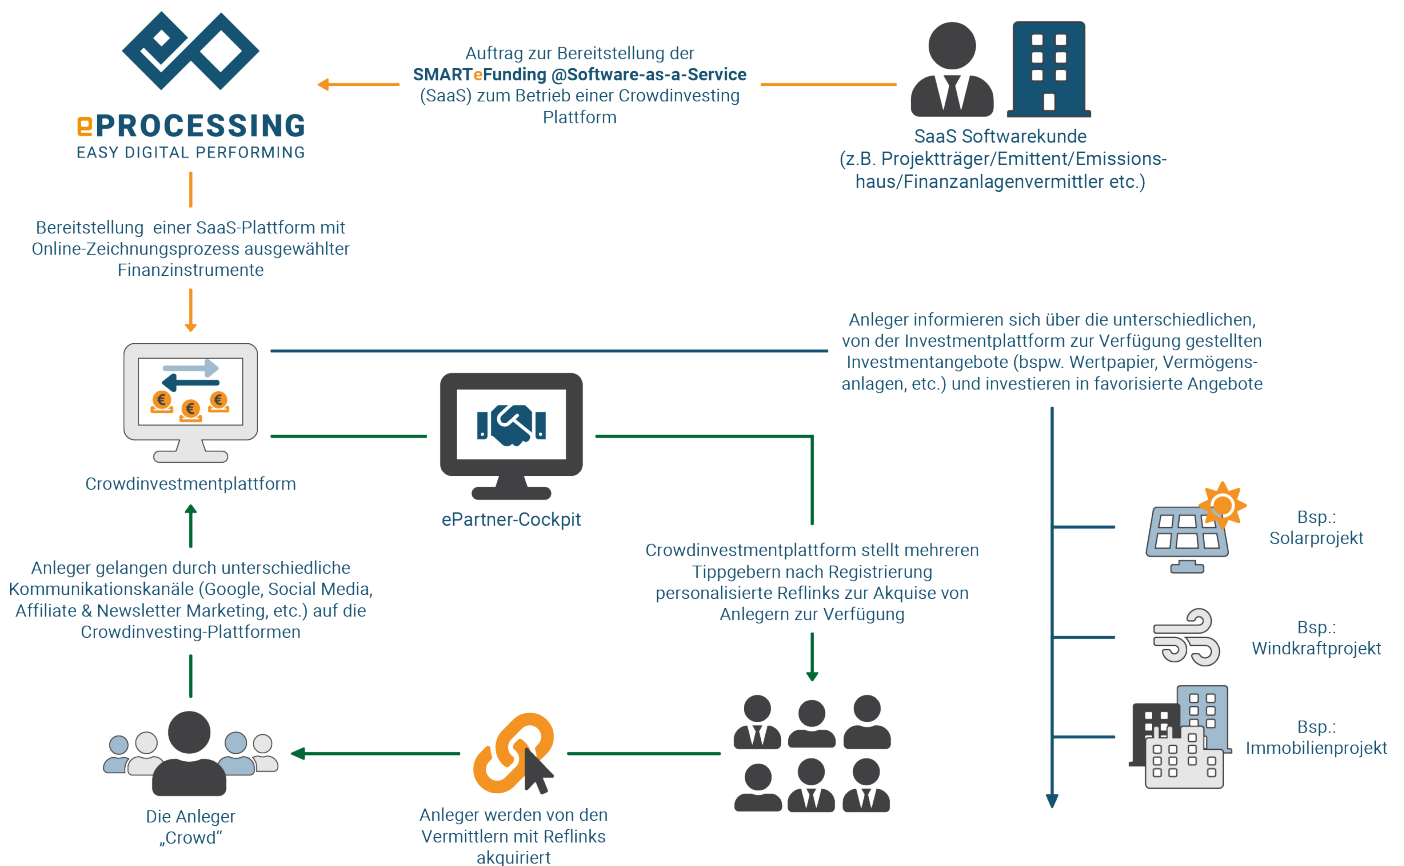 ePROCESSING
EASY DIGITAL PERFORMING
Auftrag zur Bereitstellung der
SMARTeFunding @Software-as-a-Service
(SaaS) zum Betrieb einer Crowdinvesting
Plattform
SaaS Softwarekunde
(z.B. Projektträger/Emittent/Emissions-
haus/Finanzanlagenvermittler etc.)
Bereitstellung einer SaaS-Plattform mit
Online-Zeichnungsprozess ausgewählter
Finanzinstrumente
Anleger informieren sich über die unterschiedlichen,
von der Investmentplattform zur Verfügung gestellten
Investmentangebote (bspw. Wertpapier, Vermögens-
anlagen, etc.) und investieren in favorisierte Angebote
€
€
€
Crowdinvestmentplattform
ePartner-Cockpit
Bsp.:
Solarprojekt
Crowdinvestmentplattform stellt mehreren
Tippgebern nach Registrierung
personalisierte Reflinks zur Akquise von
Anlegern zur Verfügung
Anleger gelangen durch unterschiedliche
Kommunikationskanäle (Google, Social Media,
Affiliate & Newsletter Marketing, etc.) auf die
Crowdinvesting-Plattformen
Bsp.:
Windkraftprojekt
Bsp.:
Immobilienprojekt
Die Anleger
„Crowd“
Anleger werden von den
Vermittlern mit Reflinks
akquiriert